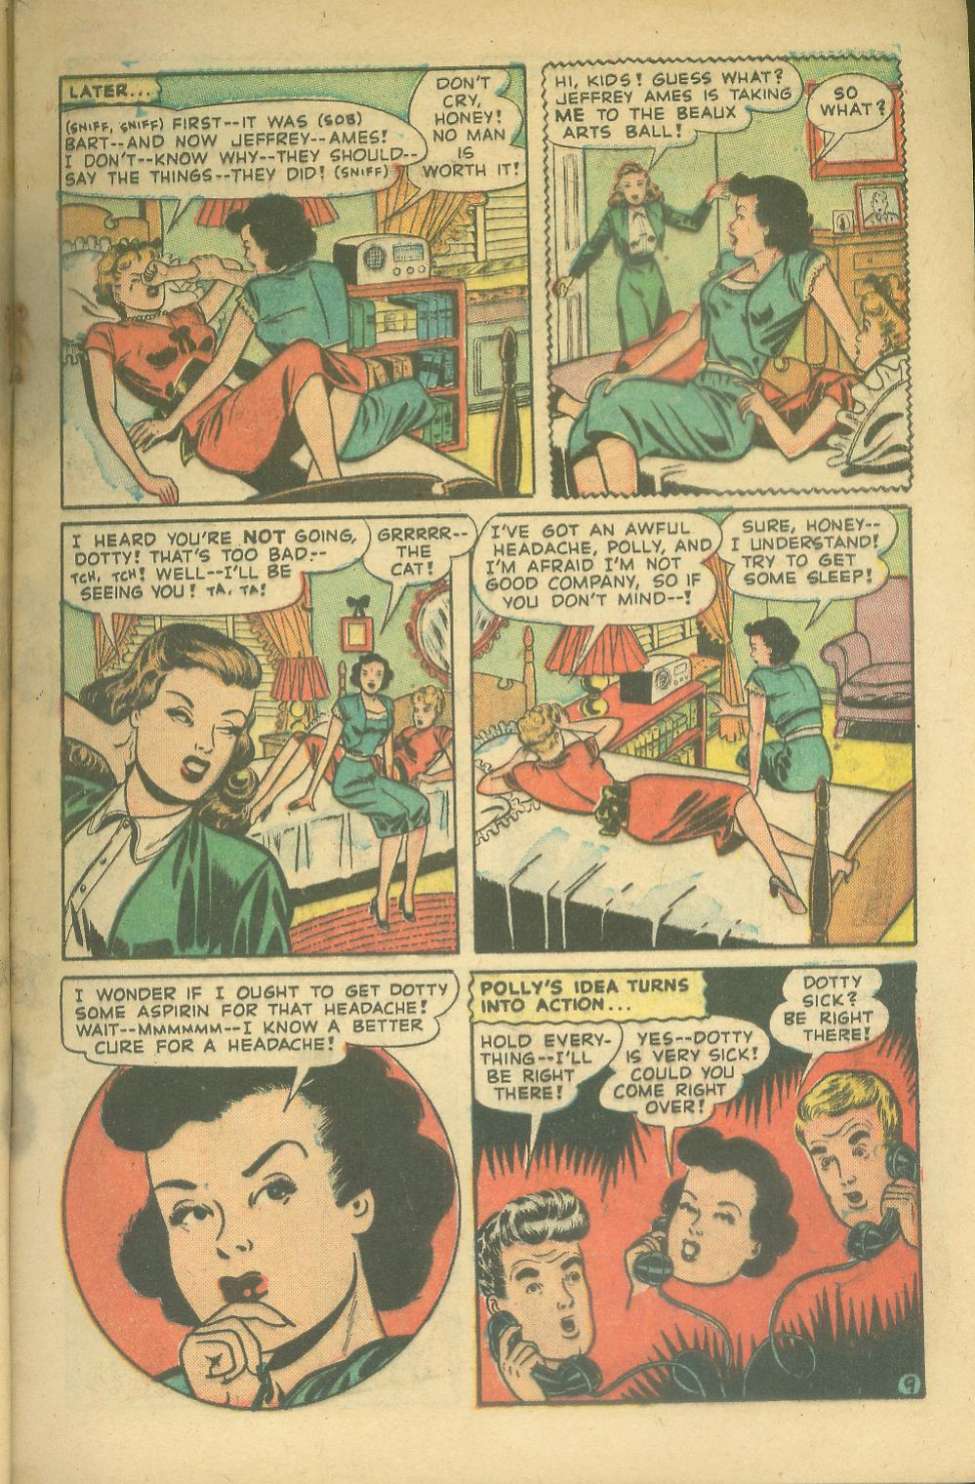 LATER...
(SNIFF, SNIFF) FIRST--IT WAS (SOB)
BART--AND NOW JEFFREY--AMES!
I DON'T--KNOW WHY--THEY SHOULD--
SAY THE THINGS--THEY DID! (SNIFF)
DON'T
CRY,
HONEY!
NO MAN
IS
WORTH IT!
HI, KIDS! GUESS WHAT?
JEFFREY AMES IS TAKING
ME TO THE BEAUX
ARTS BALL!
SO
WHAT?
I HEARD YOU'RE NOT GOING,
DOTTY! THAT'S TOO BAD--
TCH, TCH! WELL--I'LL BE
SEEING YOU! TA, TA!
GRRRRR--
THE
CAT!
I'VE GOT AN AWFUL
HEADACHE, POLLY, AND
I'M AFRAID I'M NOT
GOOD COMPANY, SO IF
YOU DON'T MIND--!
SURE, HONEY--
I UNDERSTAND!
TRY TO GET
SOME SLEEP!
I WONDER IF I OUGHT TO GET DOTTY
SOME ASPIRIN FOR THAT HEADACHE!
WAIT--MMMMMMM--I KNOW A BETTER
CURE FOR A HEADACHE!
POLLY'S IDEA TURNS
INTO ACTION...
HOLD EVERY-
THING--I'LL
BE RIGHT
THERE!
YES--DOTTY
IS VERY SICK!
COULD YOU
COME RIGHT
OVER!
DOTTY
SICK?
BE RIGHT
THERE!
9